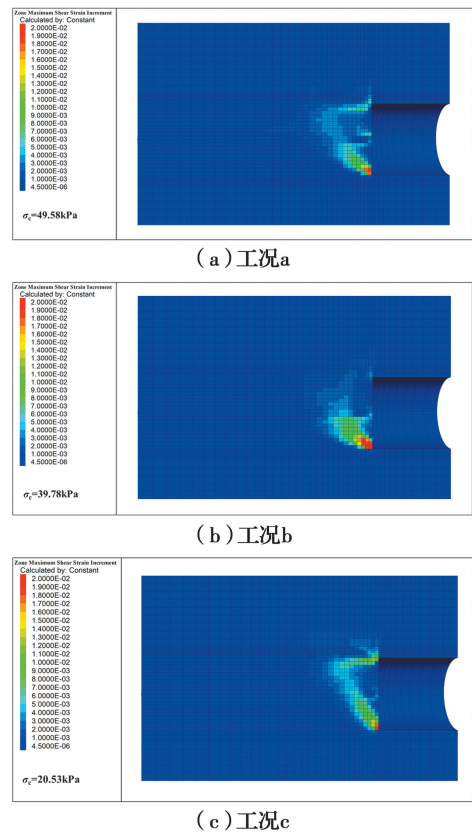 Zone Maximum Shear Strain Increment
Calculated by: Constant
2.0000E-02
1.9000E-02
1.8000E-02
1.7000E-02
1.6000E-02
1.5000E-02
1.4000E-02
1.3000E-02
1.2000E-02
1.1000E-02
1.0000E-02
9.0000E-03
8.0000E-03
7.0000E-03
6.0000E-03
5.0000E-03
4.0000E-03
3.0000E-03
2.0000E-03
1.0000E-03
4.5000E-06
σc=49.58kPa
(a)工况a
Zone Maximum Shear Strain Increment
Calculated by: Constant
2.0000E-02
1.9000E-02
1.8000E-02
1.7000E-02
1.6000E-02
1.5000E-02
1.4000E-02
1.3000E-02
1.2000E-02
1.1000E-02
1.0000E-02
9.0000E-03
8.0000E-03
7.0000E-03
6.0000E-03
5.0000E-03
4.0000E-03
3.0000E-03
2.0000E-03
1.0000E-03
4.5000E-06
σc=39.78kPa
(b)工况b
Zone Maximum Shear Strain Increment
Calculated by: Constant
2.0000E-02
1.9000E-02
1.8000E-02
1.7000E-02
1.6000E-02
1.5000E-02
1.4000E-02
1.3000E-02
1.2000E-02
1.1000E-02
1.0000E-02
9.0000E-03
8.0000E-03
7.0000E-03
6.0000E-03
5.0000E-03
4.0000E-03
3.0000E-03
2.0000E-03
1.0000E-03
4.5000E-06
σc=20.53kPa
(c)工况c